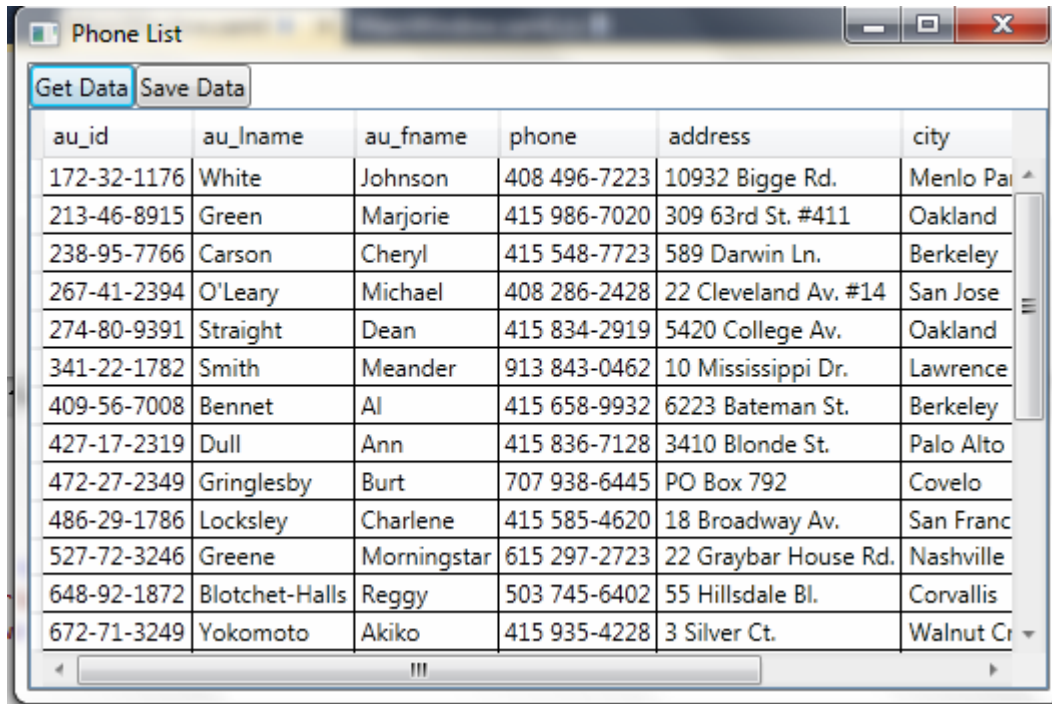 Phone List
Get Data Save Data
au_id au_lname au_fname phone address city
172-32-1176 White Johnson 408 496-7223 10932 Bigge Rd. Menlo Par
213-46-8915 Green Marjorie 415 986-7020 309 63rd St. #411 Oakland
238-95-7766 Carson Cheryl 415 548-7723 589 Darwin Ln. Berkeley
267-41-2394 O'Leary Michael 408 286-2428 22 Cleveland Av. #14 San Jose
274-80-9391 Straight Dean 415 834-2919 5420 College Av. Oakland
341-22-1782 Smith Meander 913 843-0462 10 Mississippi Dr. Lawrence
409-56-7008 Bennet Al 415 658-9932 6223 Bateman St. Berkeley
427-17-2319 Dull Ann 415 836-7128 3410 Blonde St. Palo Alto
472-27-2349 Gringlesby Burt 707 938-6445 PO Box 792 Covelo
486-29-1786 Locksley Charlene 415 585-4620 18 Broadway Av. San Franc
527-72-3246 Greene Morningstar 615 297-2723 22 Graybar House Rd. Nashville
648-92-1872 Blotchet-Halls Reggy 503 745-6402 55 Hillsdale Bl. Corvallis
672-71-3249 Yokomoto Akiko 415 935-4228 3 Silver Ct. Walnut Cr